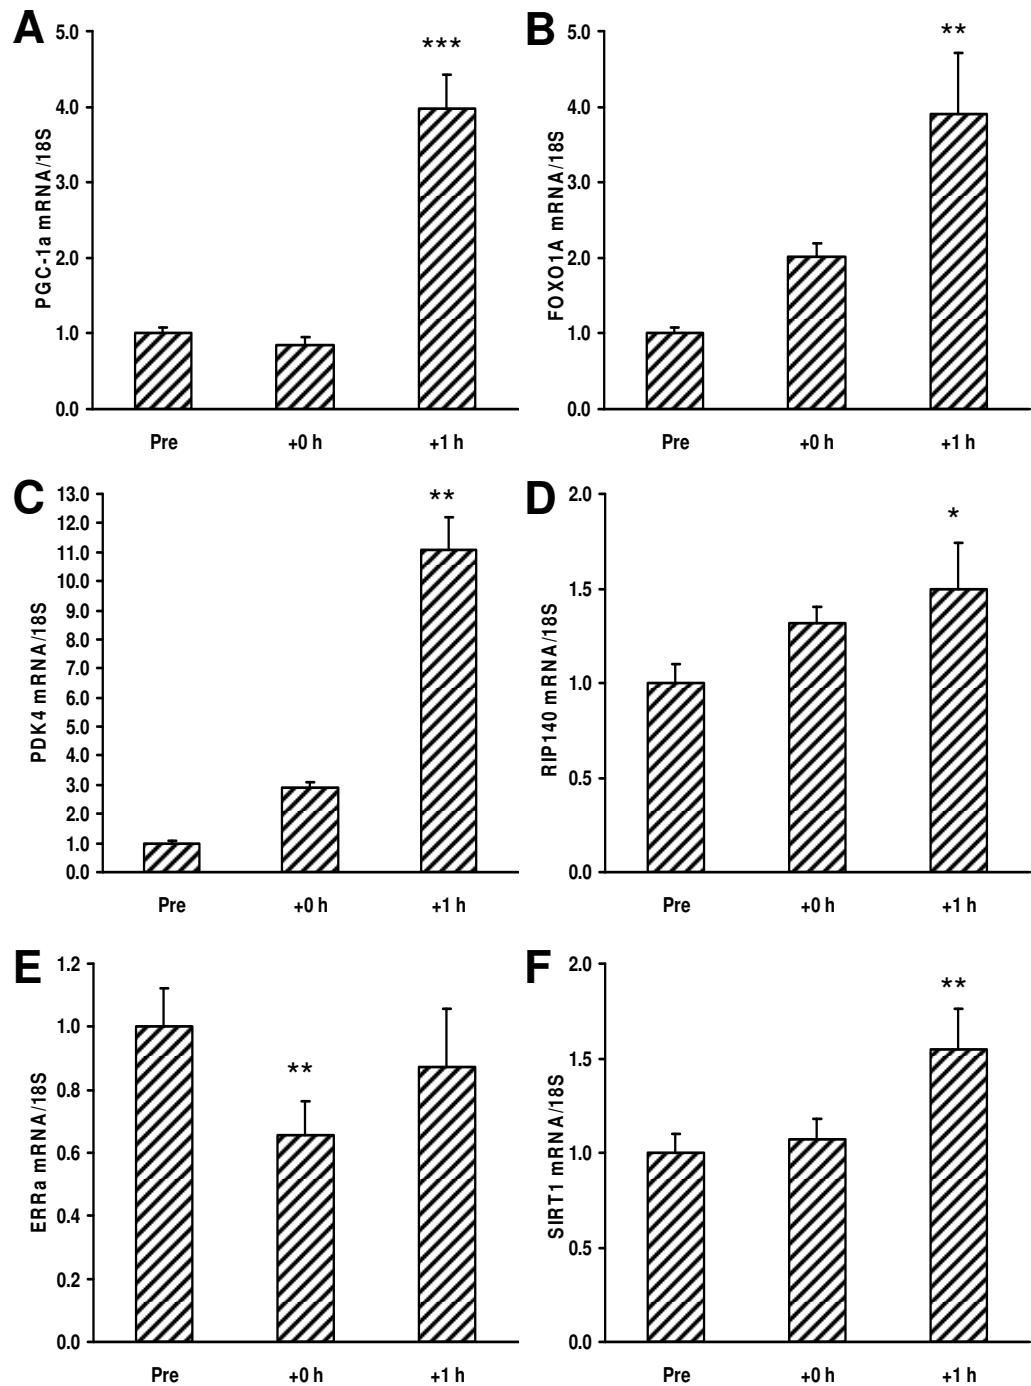 A
PGC-1a mRNA/18S
5.0
4.0
3.0
2.0
1.0
0.0
***
Pre +0 h +1 h
B
FOXO1A mRNA/18S
5.0
4.0
3.0
2.0
1.0
0.0
**
Pre +0 h +1 h
C
PDK4 mRNA/18S
13.0
12.0
11.0
10.0
9.0
8.0
7.0
6.0
5.0
4.0
3.0
2.0
1.0
0.0
**
Pre +0 h +1 h
D
RIP140 mRNA/18S
2.0
1.5
1.0
0.5
0.0
*
Pre +0 h +1 h
E
ERRa mRNA/18S
1.2
1.0
0.8
0.6
0.4
0.2
0.0
**
Pre +0 h +1 h
F
SIRT1 mRNA/18S
2.0
1.5
1.0
0.5
0.0
**
Pre +0 h +1 h